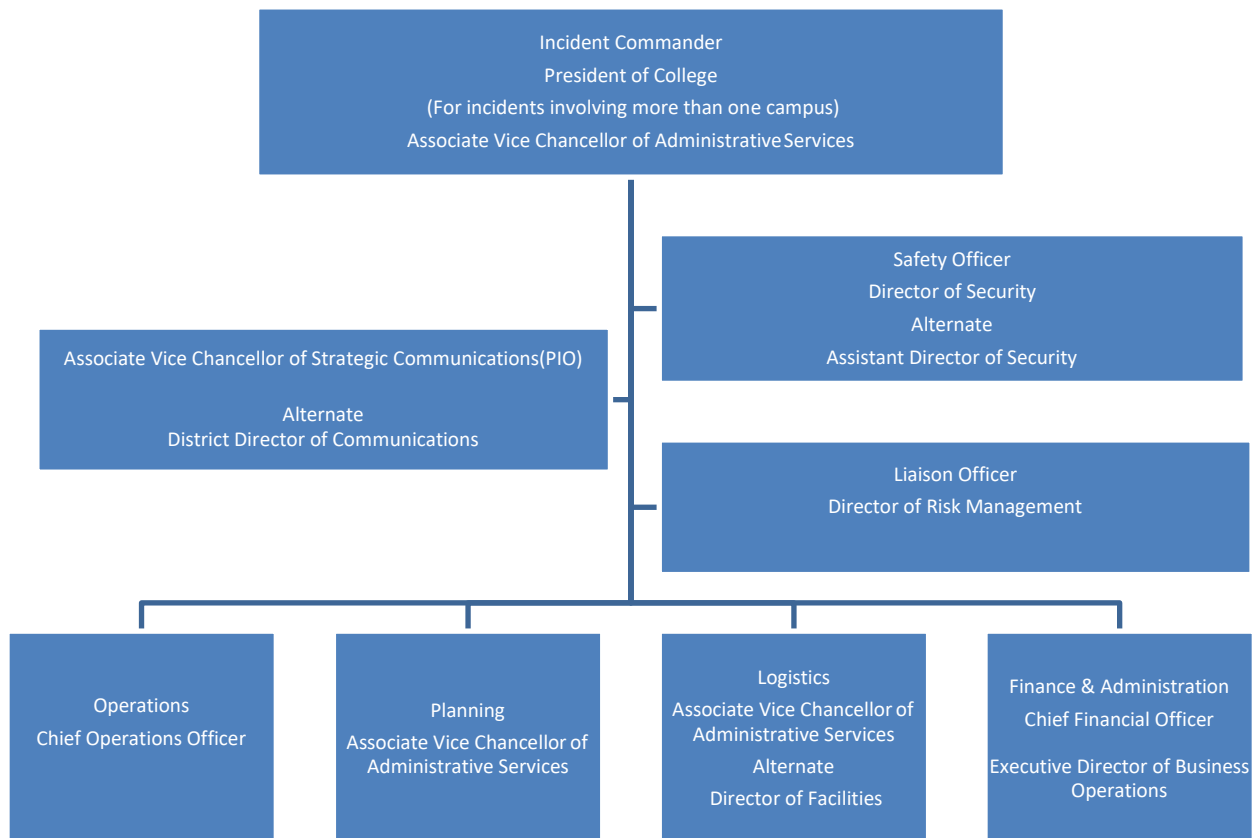 Incident Commander
President of College
(For incidents involving more than one campus)
Associate Vice Chancellor of Administrative Services
Safety Officer
Director of Security
Alternate
Assistant Director of Security
Associate Vice Chancellor of Strategic Communications(PIO)
Alternate
District Director of Communications
Liaison Officer
Director of Risk Management
Operations
Chief Operations Officer
Planning
Associate Vice Chancellor of
Administrative Services
Logistics
Associate Vice Chancellor of
Administrative Services
Alternate
Director of Facilities
Finance & Administration
Chief Financial Officer
Executive Director of Business
Operations